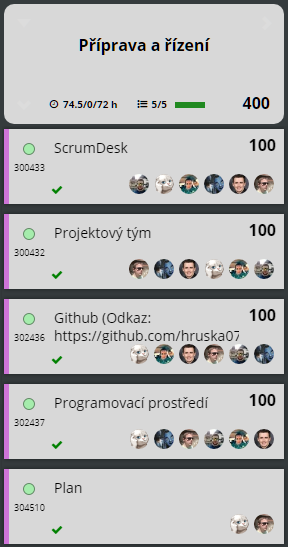 Příprava a řízení
74.5/0/72 h 5/5 400
ScrumDesk 100
300433
Projektový tým 100
300432
Github (Odkaz: 100
https://github.com/hruska07
302436
Programovací prostředí 100
302437
Plan
304510